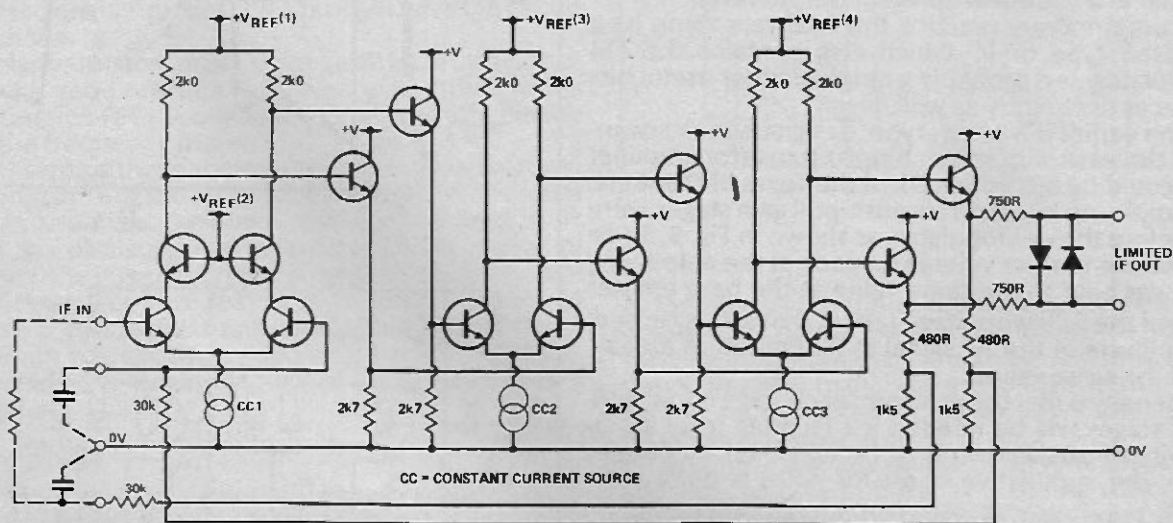 +VREF(1)
+VREF(3)
+VREF(4)
+V
2k0
2k0
2k0
2k0
2k0
2k0
+V
+V
+V
+VREF(2)
+V
+V
750R
LIMITED
IF OUT
750R
IF IN
480R
480R
30k
CC1
2k7
2k7
CC2
2k7
2k7
CC3
1k5
1k5
0V
0V
CC = CONSTANT CURRENT SOURCE
30k